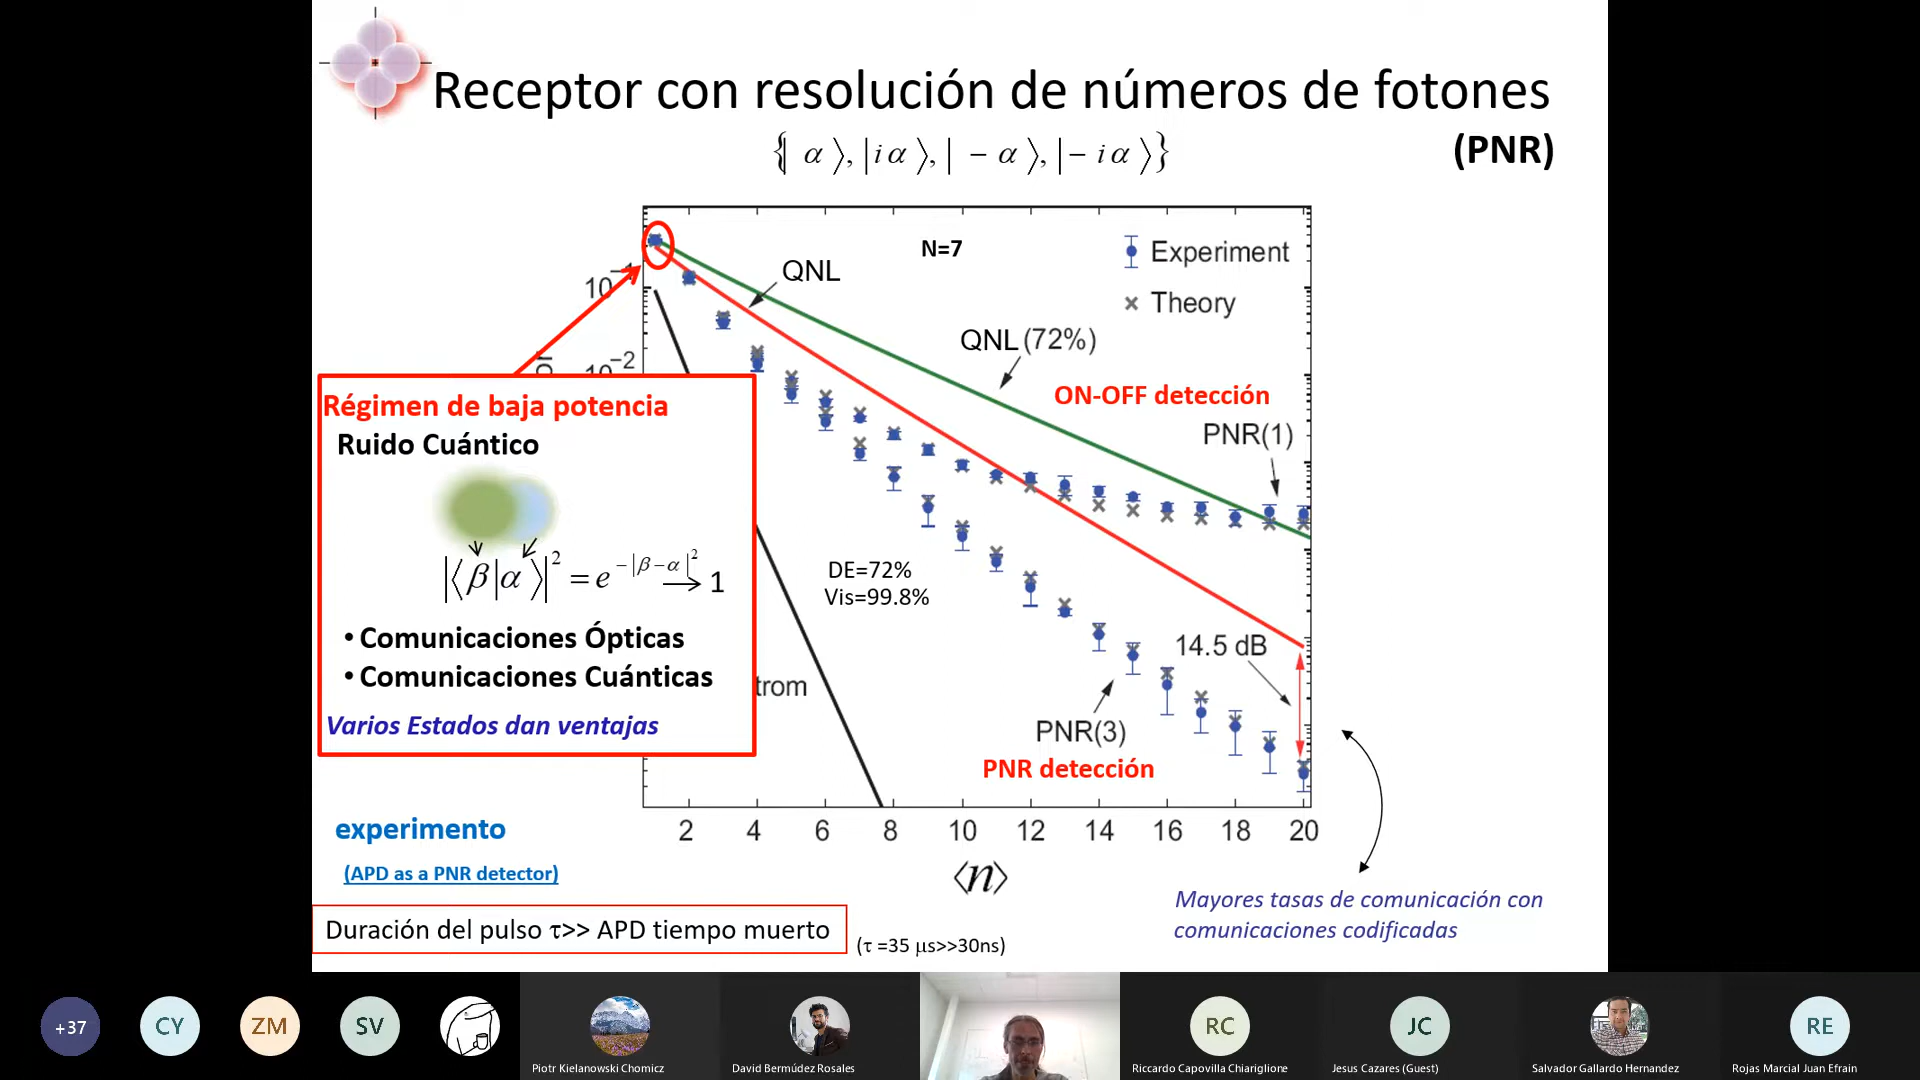 Receptor con resolución de números de fotones
{| α ⟩, |i α ⟩, | − α ⟩, |− i α ⟩}
(PNR)
N=7
Experiment
Theory
QNL
QNL (72%)
10⁻¹
10⁻²
ON-OFF detección
PNR(1)
Régimen de baja potencia
Ruido Cuántico
|⟨β|α⟩|² = e^−|β−α|² → 1
• Comunicaciones Ópticas
• Comunicaciones Cuánticas
Varios Estados dan ventajas
DE=72%
Vis=99.8%
14.5 dB
trom
PNR(3)
PNR detección
2 4 6 8 10 12 14 16 18 20
⟨n⟩
experimento
(APD as a PNR detector)
Mayores tasas de comunicación con
comunicaciones codificadas
Duración del pulso τ>> APD tiempo muerto
(τ =35 μs>>30ns)
+37
CY
ZM
SV
Piotr Kielanowski Chomicz
David Bermúdez Rosales
RC
Riccardo Capovilla Chiariglione
JC
Jesus Cazares (Guest)
Salvador Gallardo Hernandez
RE
Rojas Marcial Juan Efrain